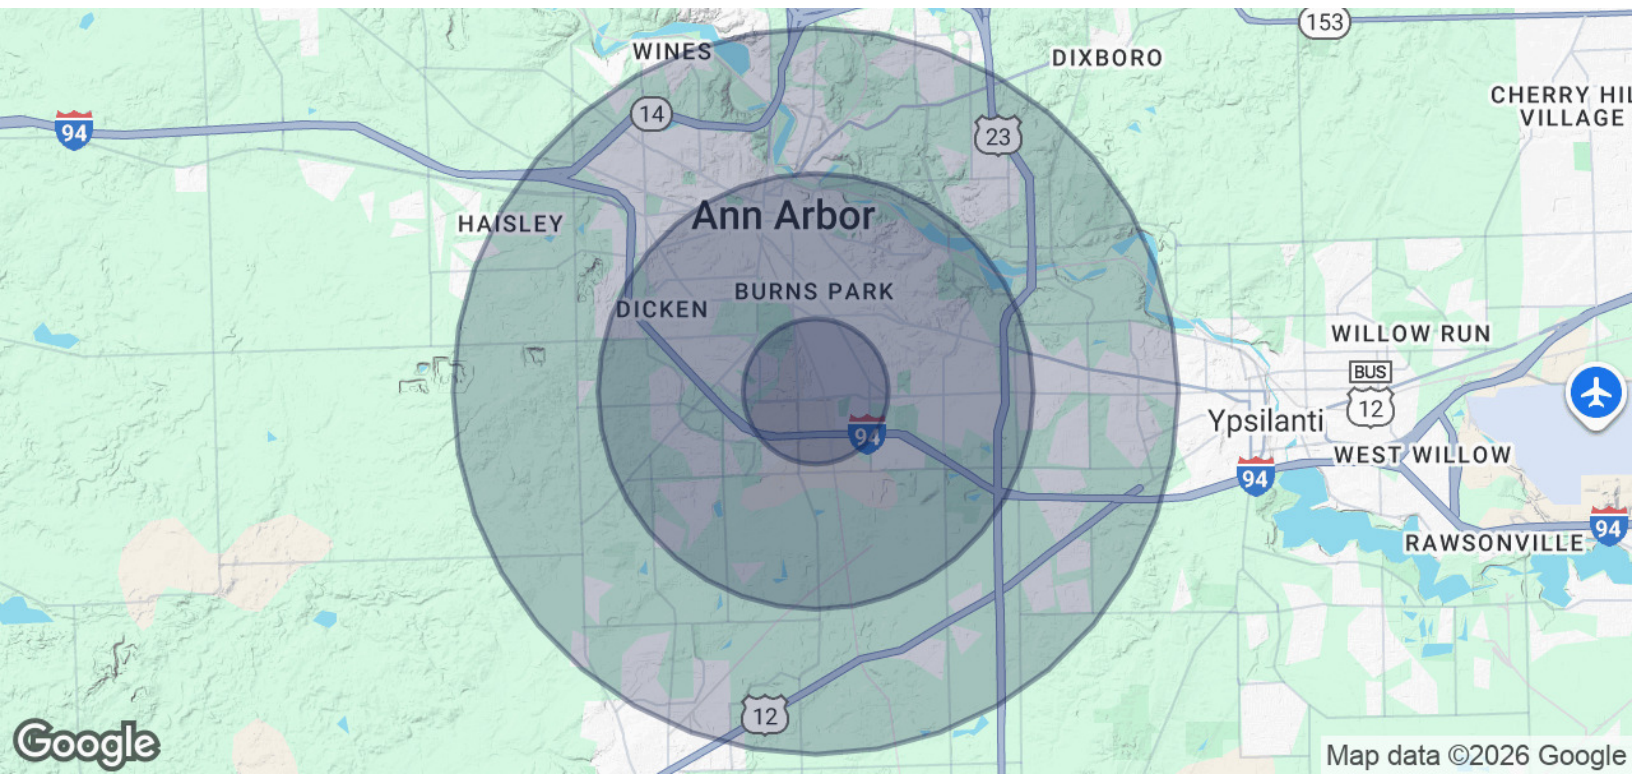 153
WINES
DIXBORO
CHERRY HIL
VILLAGE
14
94
23
HAISLEY
Ann Arbor
BURNS PARK
DICKEN
WILLOW RUN
BUS
12
Ypsilanti
94
WEST WILLOW
94
94
RAWSONVILLE
12
Google
Map data ©2026 Google